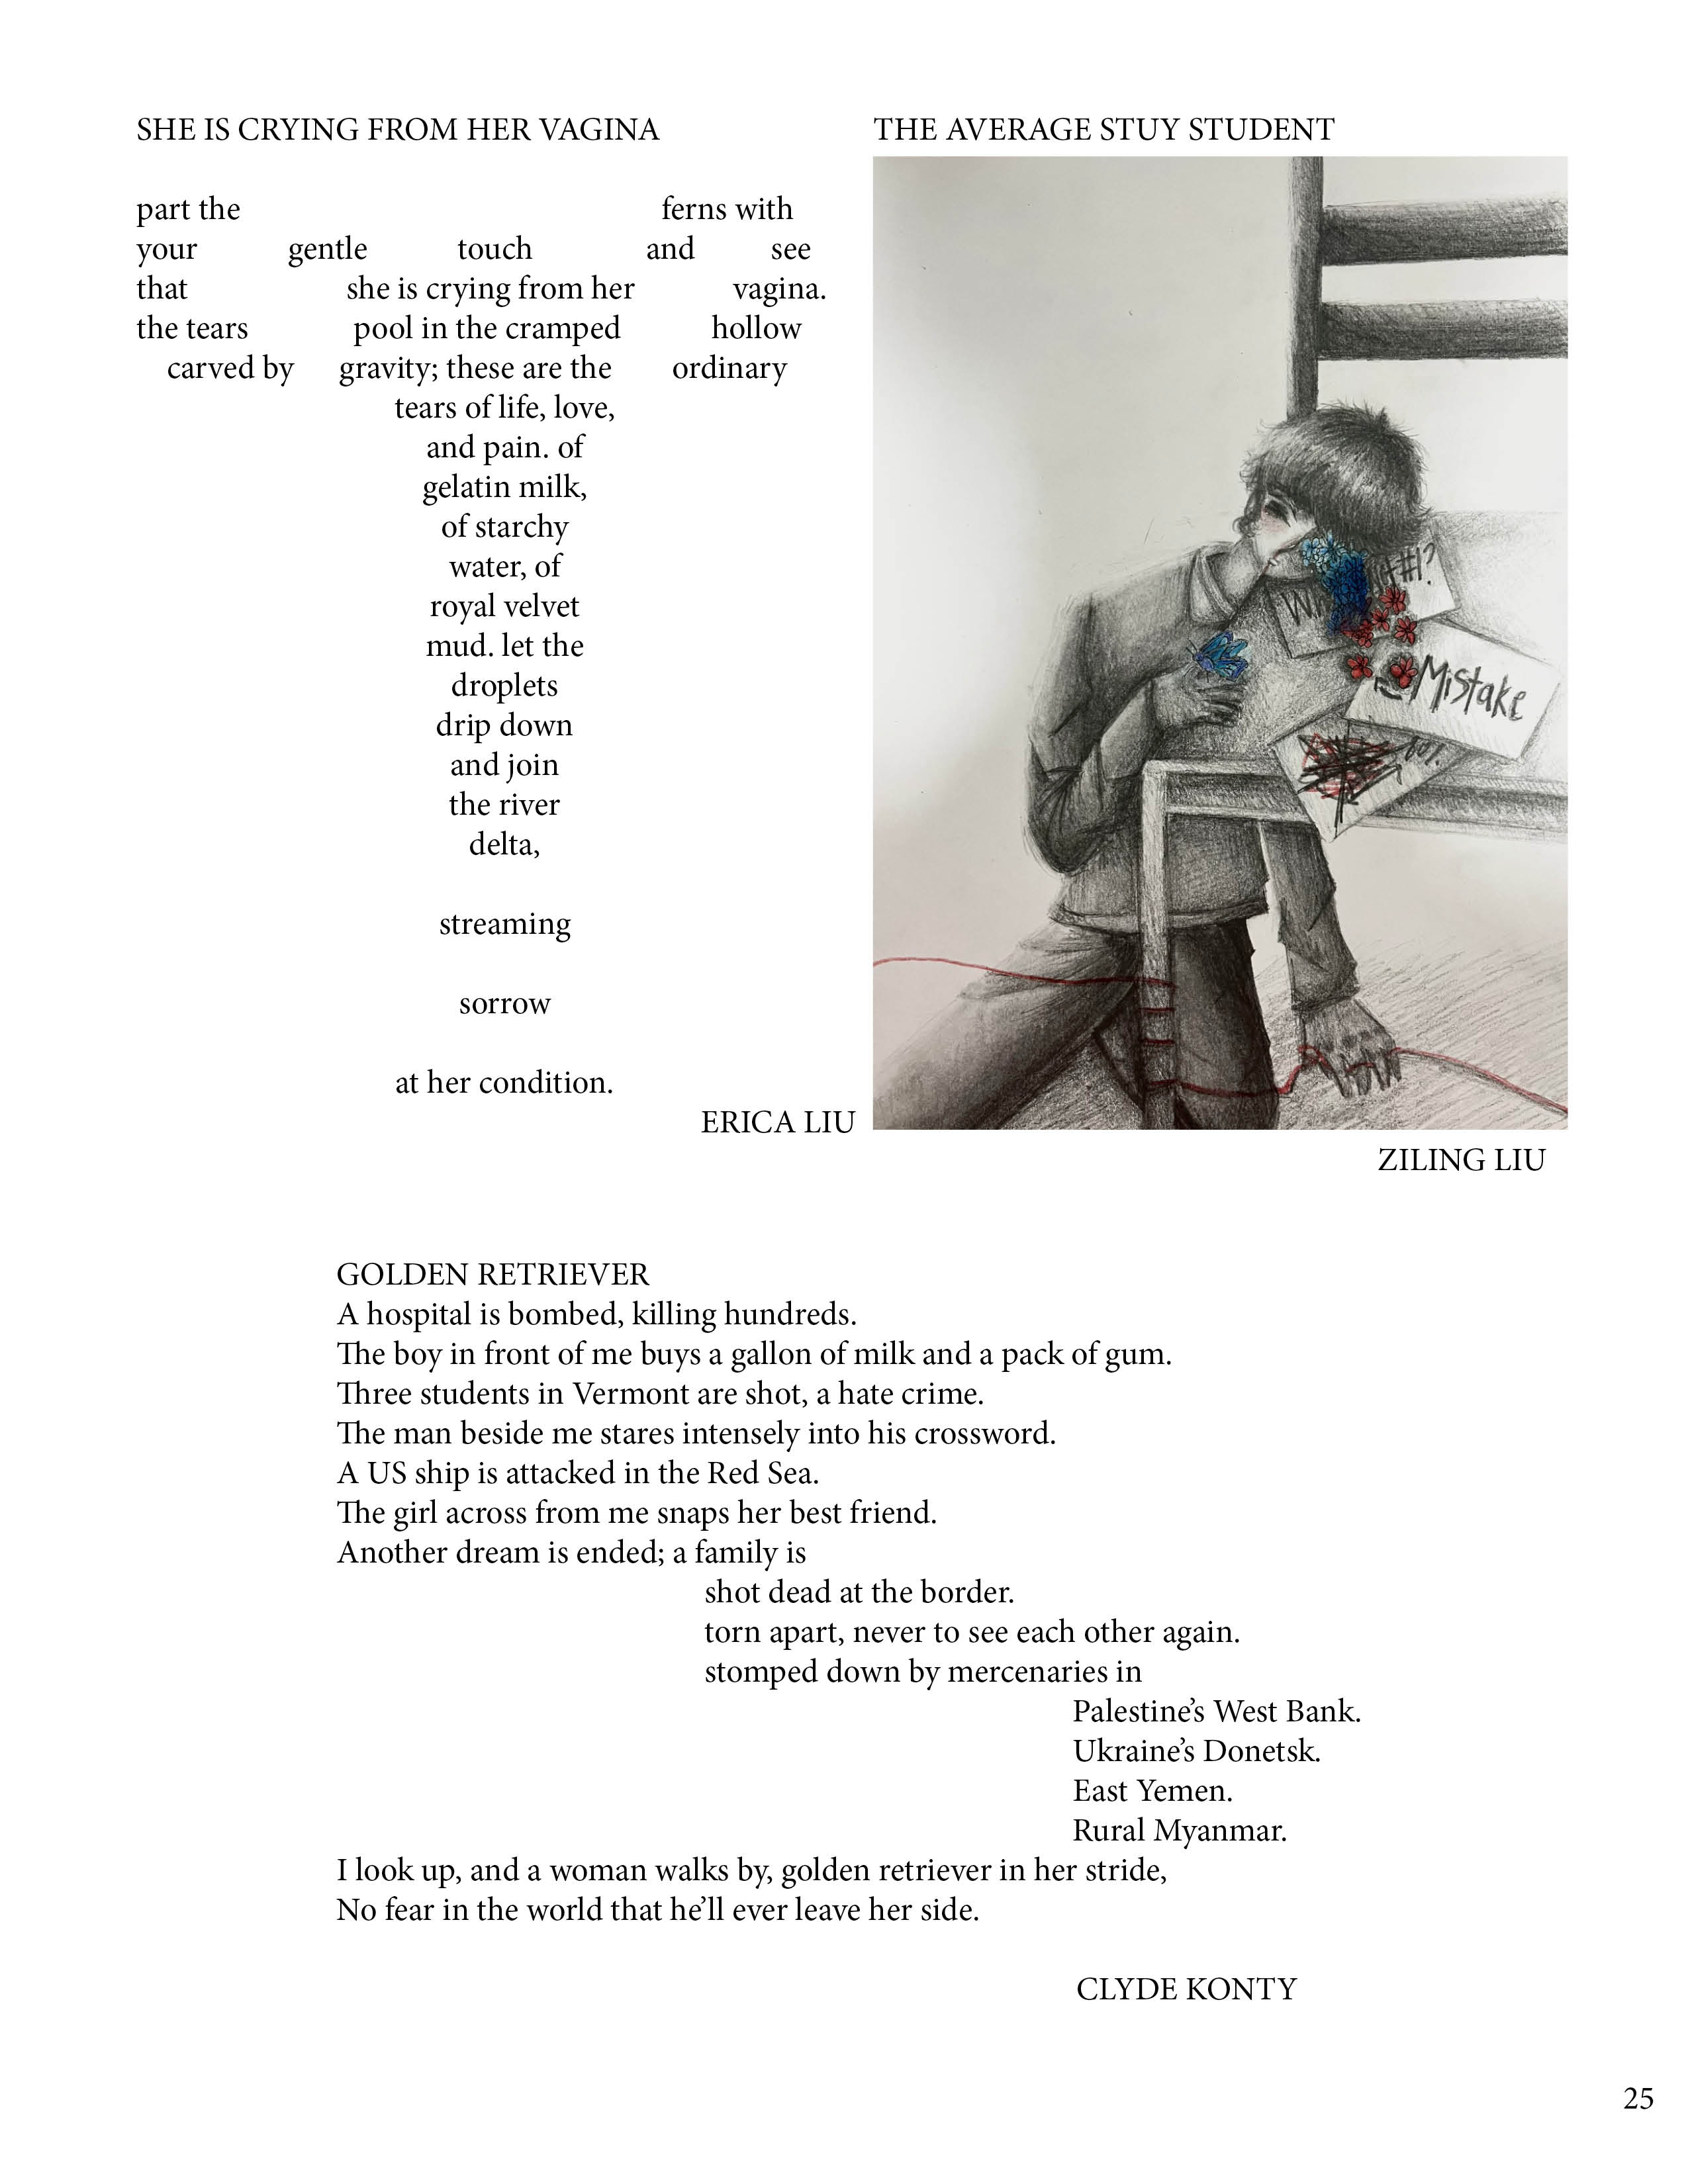 SHE IS CRYING FROM HER VAGINA
part the ferns with
your gentle touch and see
that she is crying from her vagina.
the tears pool in the cramped hollow
carved by gravity; these are the ordinary
tears of life, love,
and pain. of
gelatin milk,
of starchy
water, of
royal velvet
mud. let the
droplets
drip down
and join
the river
delta,
streaming
sorrow
at her condition.
ERICA LIU
THE AVERAGE STUY STUDENT
Mistake
ZILING LIU
GOLDEN RETRIEVER
A hospital is bombed, killing hundreds.
The boy in front of me buys a gallon of milk and a pack of gum.
Three students in Vermont are shot, a hate crime.
The man beside me stares intensely into his crossword.
A US ship is attacked in the Red Sea.
The girl across from me snaps her best friend.
Another dream is ended; a family is
shot dead at the border.
torn apart, never to see each other again.
stomped down by mercenaries in
Palestine’s West Bank.
Ukraine’s Donetsk.
East Yemen.
Rural Myanmar.
I look up, and a woman walks by, golden retriever in her stride,
No fear in the world that he’ll ever leave her side.
CLYDE KONTY
25